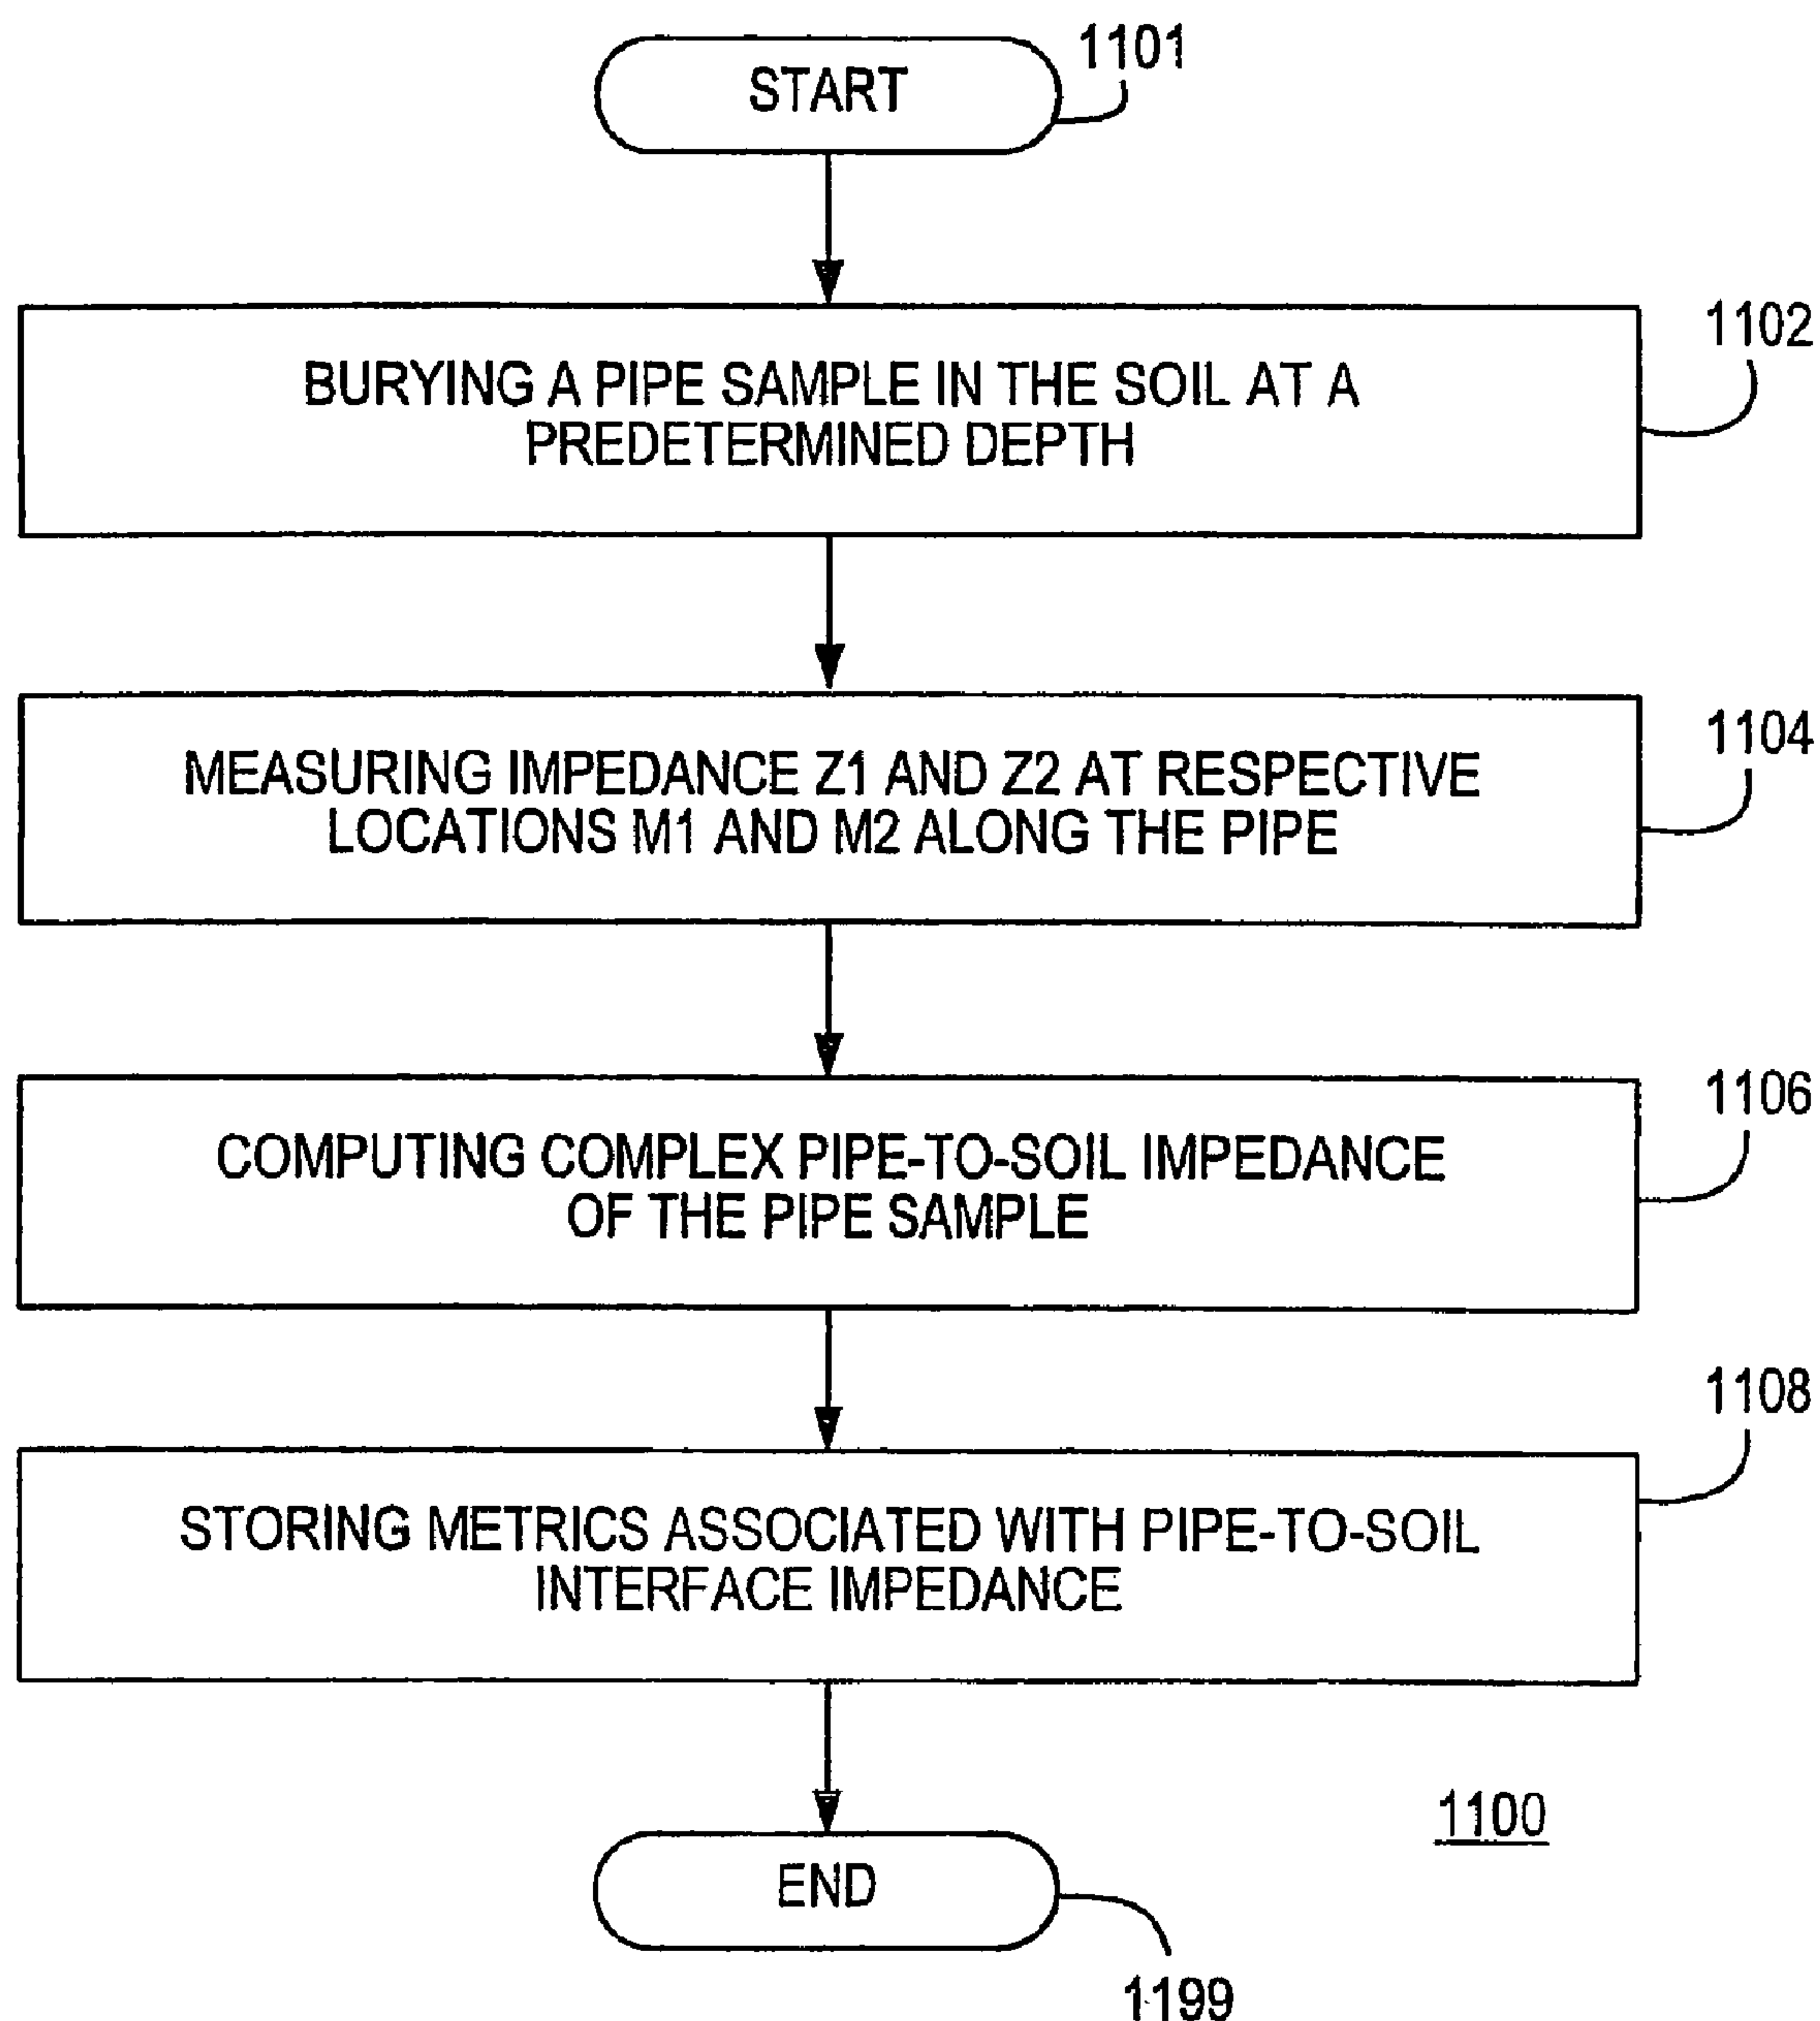 START
1101
BURYING A PIPE SAMPLE IN THE SOIL AT A
PREDETERMINED DEPTH
1102
MEASURING IMPEDANCE Z1 AND Z2 AT RESPECTIVE
LOCATIONS M1 AND M2 ALONG THE PIPE
1104
COMPUTING COMPLEX PIPE-TO-SOIL IMPEDANCE
OF THE PIPE SAMPLE
1106
STORING METRICS ASSOCIATED WITH PIPE-TO-SOIL
INTERFACE IMPEDANCE
1108
1100
END
1199